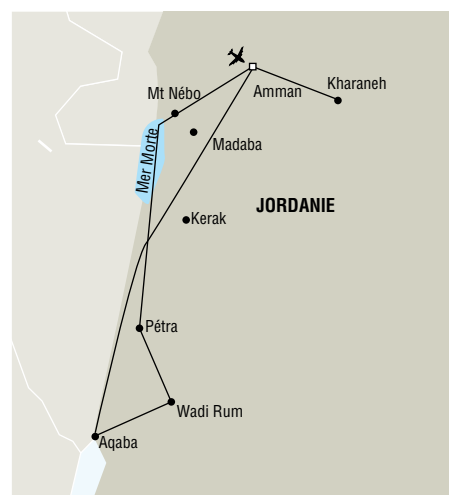 Kharaneh
Amman
Mt Nébo
Madaba
Mer Morte
JORDANIE
Kerak
Pétra
Wadi Rum
Aqaba